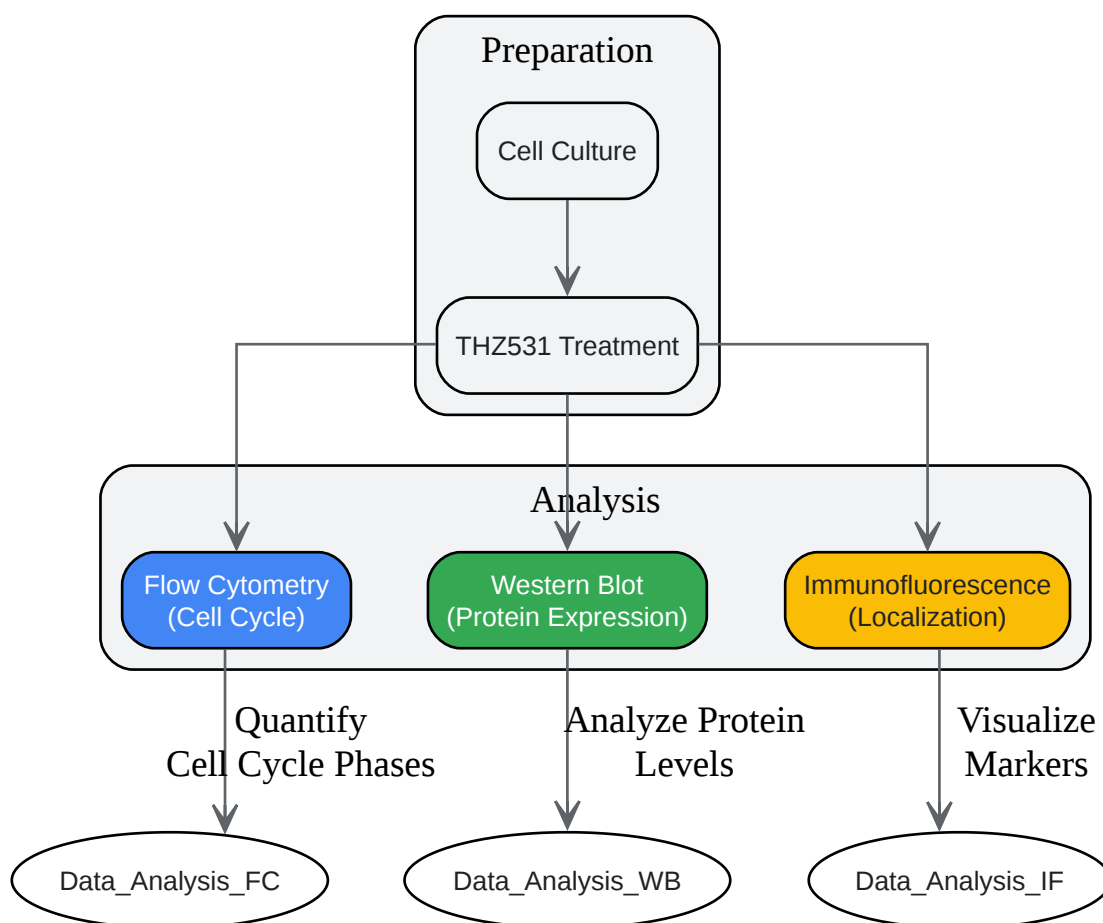 Preparation
Cell Culture
THZ531 Treatment
Analysis
Flow Cytometry
(Cell Cycle)
Western Blot
(Protein Expression)
Immunofluorescence
(Localization)
Quantify
Cell Cycle Phases
Analyze Protein
Levels
Visualize
Markers
Data_Analysis_FC
Data_Analysis_WB
Data_Analysis_IF